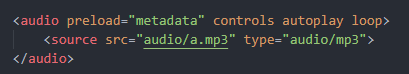 <audio preload="metadata" controls autoplay loop>
    <source src="audio/a.mp3" type="audio/mp3">
</audio>